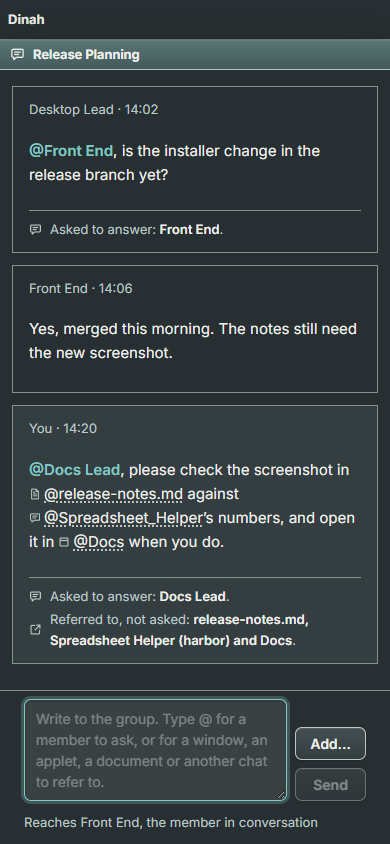 Dinah
Release Planning
Desktop Lead · 14:02
@Front End, is the installer change in the
release branch yet?
Asked to answer: Front End.
Front End · 14:06
Yes, merged this morning. The notes still need
the new screenshot.
You · 14:20
@Docs Lead, please check the screenshot in
@release-notes.md against
@Spreadsheet_Helper’s numbers, and open
it in @Docs when you do.
Asked to answer: Docs Lead.
Referred to, not asked: release-notes.md,
Spreadsheet Helper (harbor) and Docs.
Write to the group. Type @ for a
member to ask, or for a window, an
applet, a document or another chat
to refer to.
Add...
Send
Reaches Front End, the member in conversation